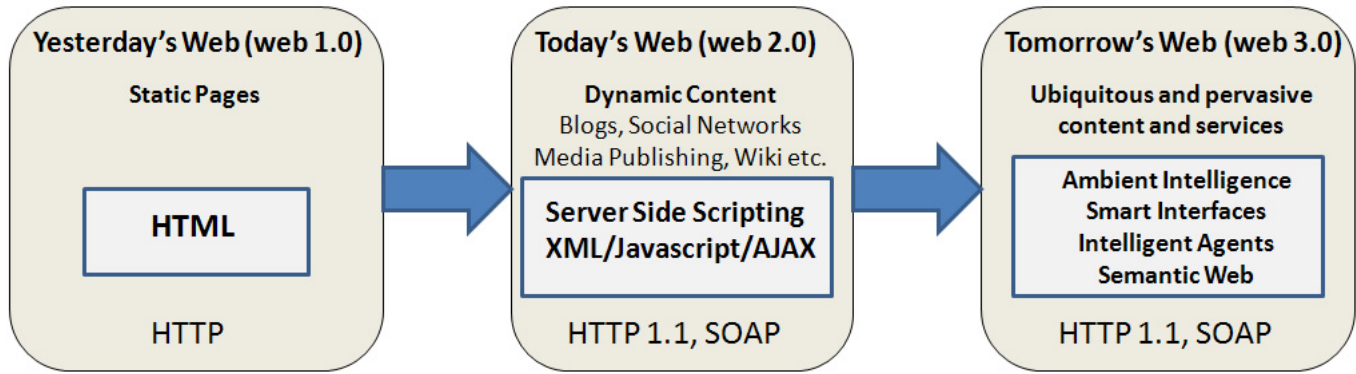 Yesterday's Web (web 1.0)
Static Pages
HTML
HTTP
Today's Web (web 2.0)
Dynamic Content
Blogs, Social Networks
Media Publishing, Wiki etc.
Server Side Scripting
XML/Javascript/AJAX
HTTP 1.1, SOAP
Tomorrow's Web (web 3.0)
Ubiquitous and pervasive
content and services
Ambient Intelligence
Smart Interfaces
Intelligent Agents
Semantic Web
HTTP 1.1, SOAP